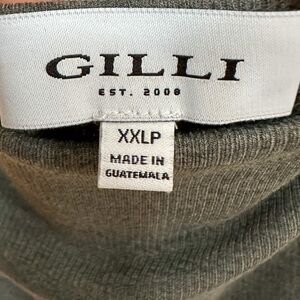 GILLI
EST. 2008
XXLP
MADE IN
GUATEMALA